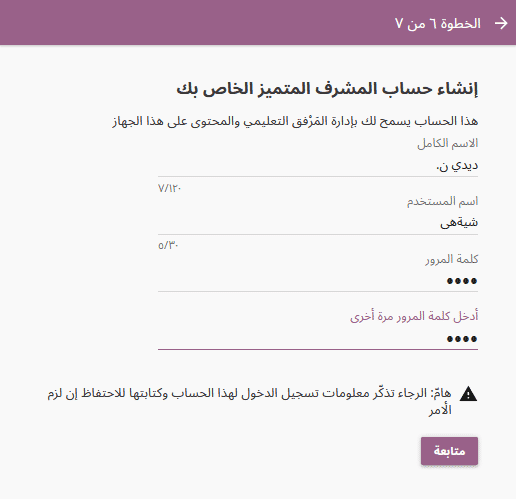 الخطوة ٦ من ٧
إنشاء حساب المشرف المتميز الخاص بك
هذا الحساب يسمح لك بإدارة المَرْفق التعليمي والمحتوى على هذا الجهاز
الاسم الكامل
ديدي ن.
٧/١٢٠
اسم المستخدم
شيةهى
٥/٣٠
كلمة المرور
••••
أدخل كلمة المرور مرة أخرى
••••
هامّ: الرجاء تذكّر معلومات تسجيل الدخول لهذا الحساب وكتابتها للاحتفاظ إن لزم
الأمر
متابعة